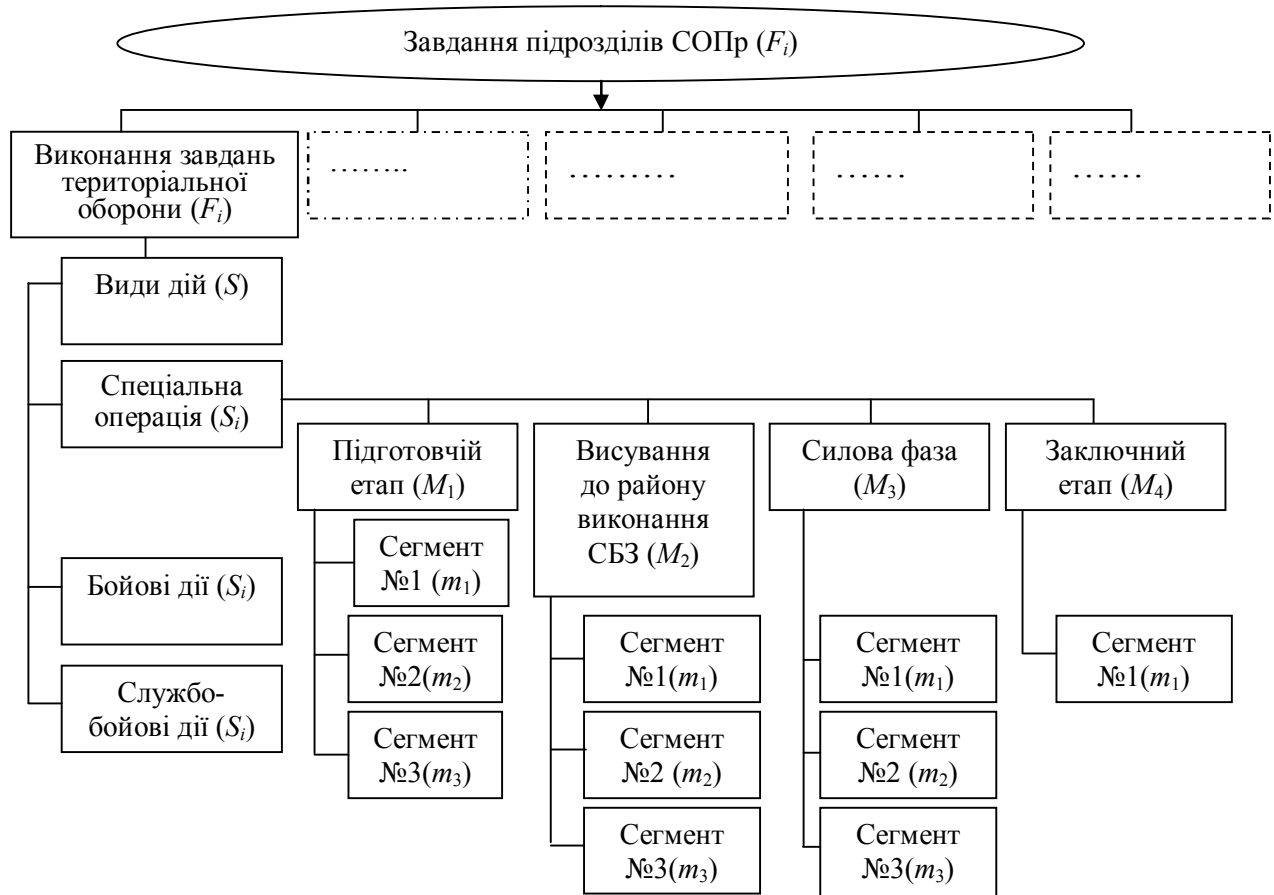 Завдання підрозділів СОПр (Fi)
Виконання завдань
територіальної
оборони (Fi)
........
.........
......
......
Види дій (S)
Спеціальна
операція (Si)
Бойові дії (Si)
Службо-
бойові дії (Si)
Підготовчій
етап (M1)
Сегмент
№1 (m1)
Сегмент
№2(m2)
Сегмент
№3(m3)
Висування
до району
виконання
СБЗ (M2)
Сегмент
№1(m1)
Сегмент
№2 (m2)
Сегмент
№3(m3)
Силова фаза
(M3)
Сегмент
№1(m1)
Сегмент
№2 (m2)
Сегмент
№3(m3)
Заключний
етап (M4)
Сегмент
№1(m1)